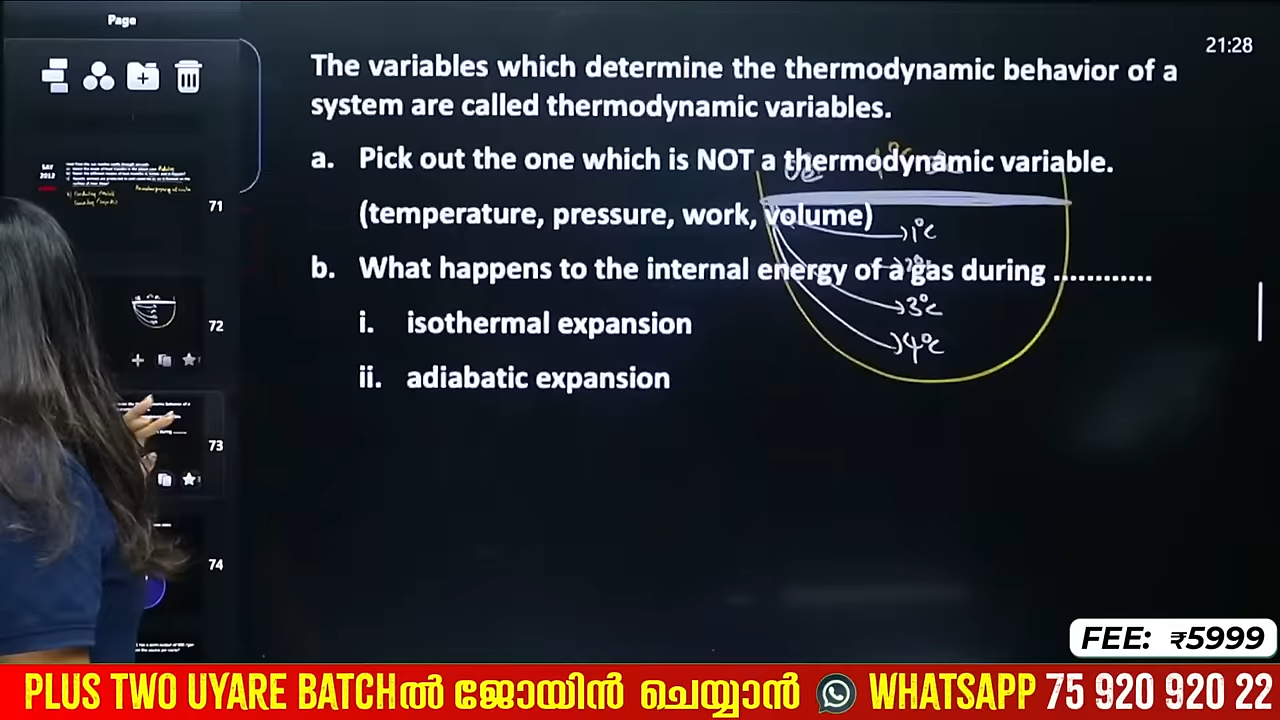 Page
21:28
The variables which determine the thermodynamic behavior of a
system are called thermodynamic variables.
a. Pick out the one which is NOT a thermodynamic variable.
(temperature, pressure, work, volume)
1°c
b. What happens to the internal energy of a gas during ............
i. isothermal expansion
3°c
4°c
ii. adiabatic expansion
SAY
2012
71
72
73
74
FEE: ₹5999
PLUS TWO UYARE BATCHൽ ജോയിൻ ചെയ്യാൻ WHATSAPP 75 920 920 22